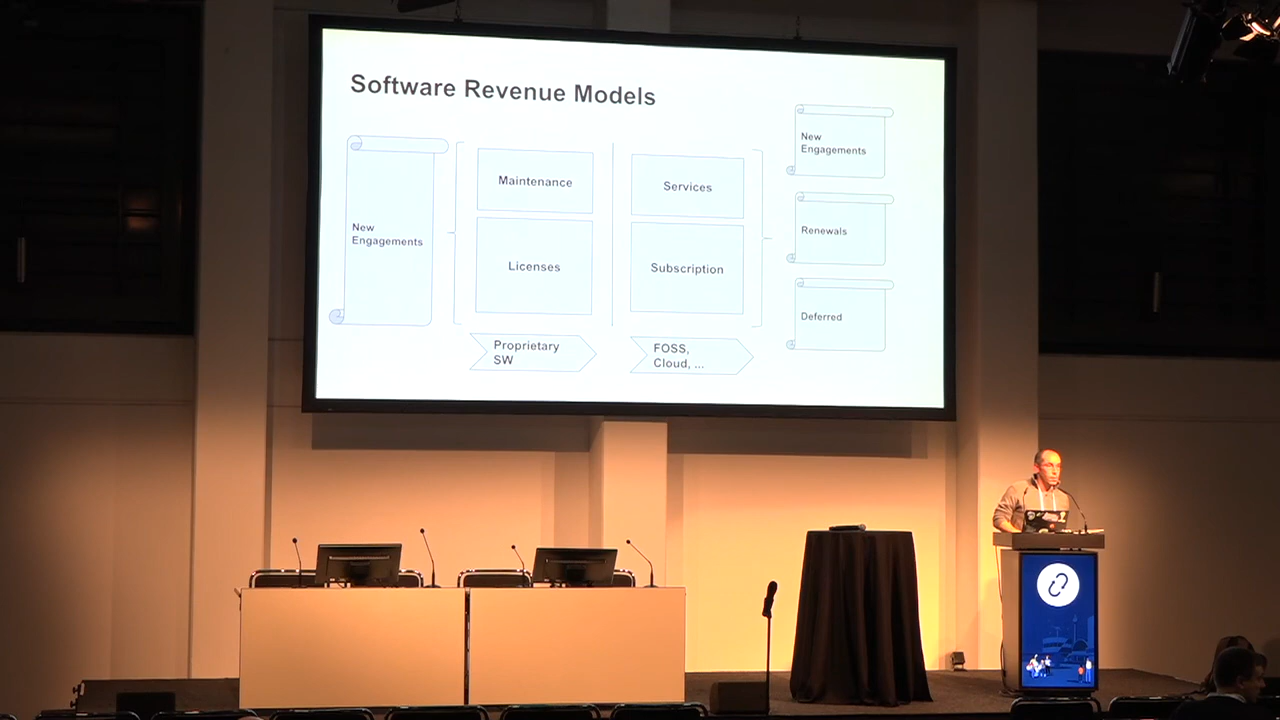 Software Revenue Models
New
Engagements
Maintenance
Licenses
Proprietary
SW
Services
Subscription
FOSS,
Cloud, ...
New
Engagements
Renewals
Deferred